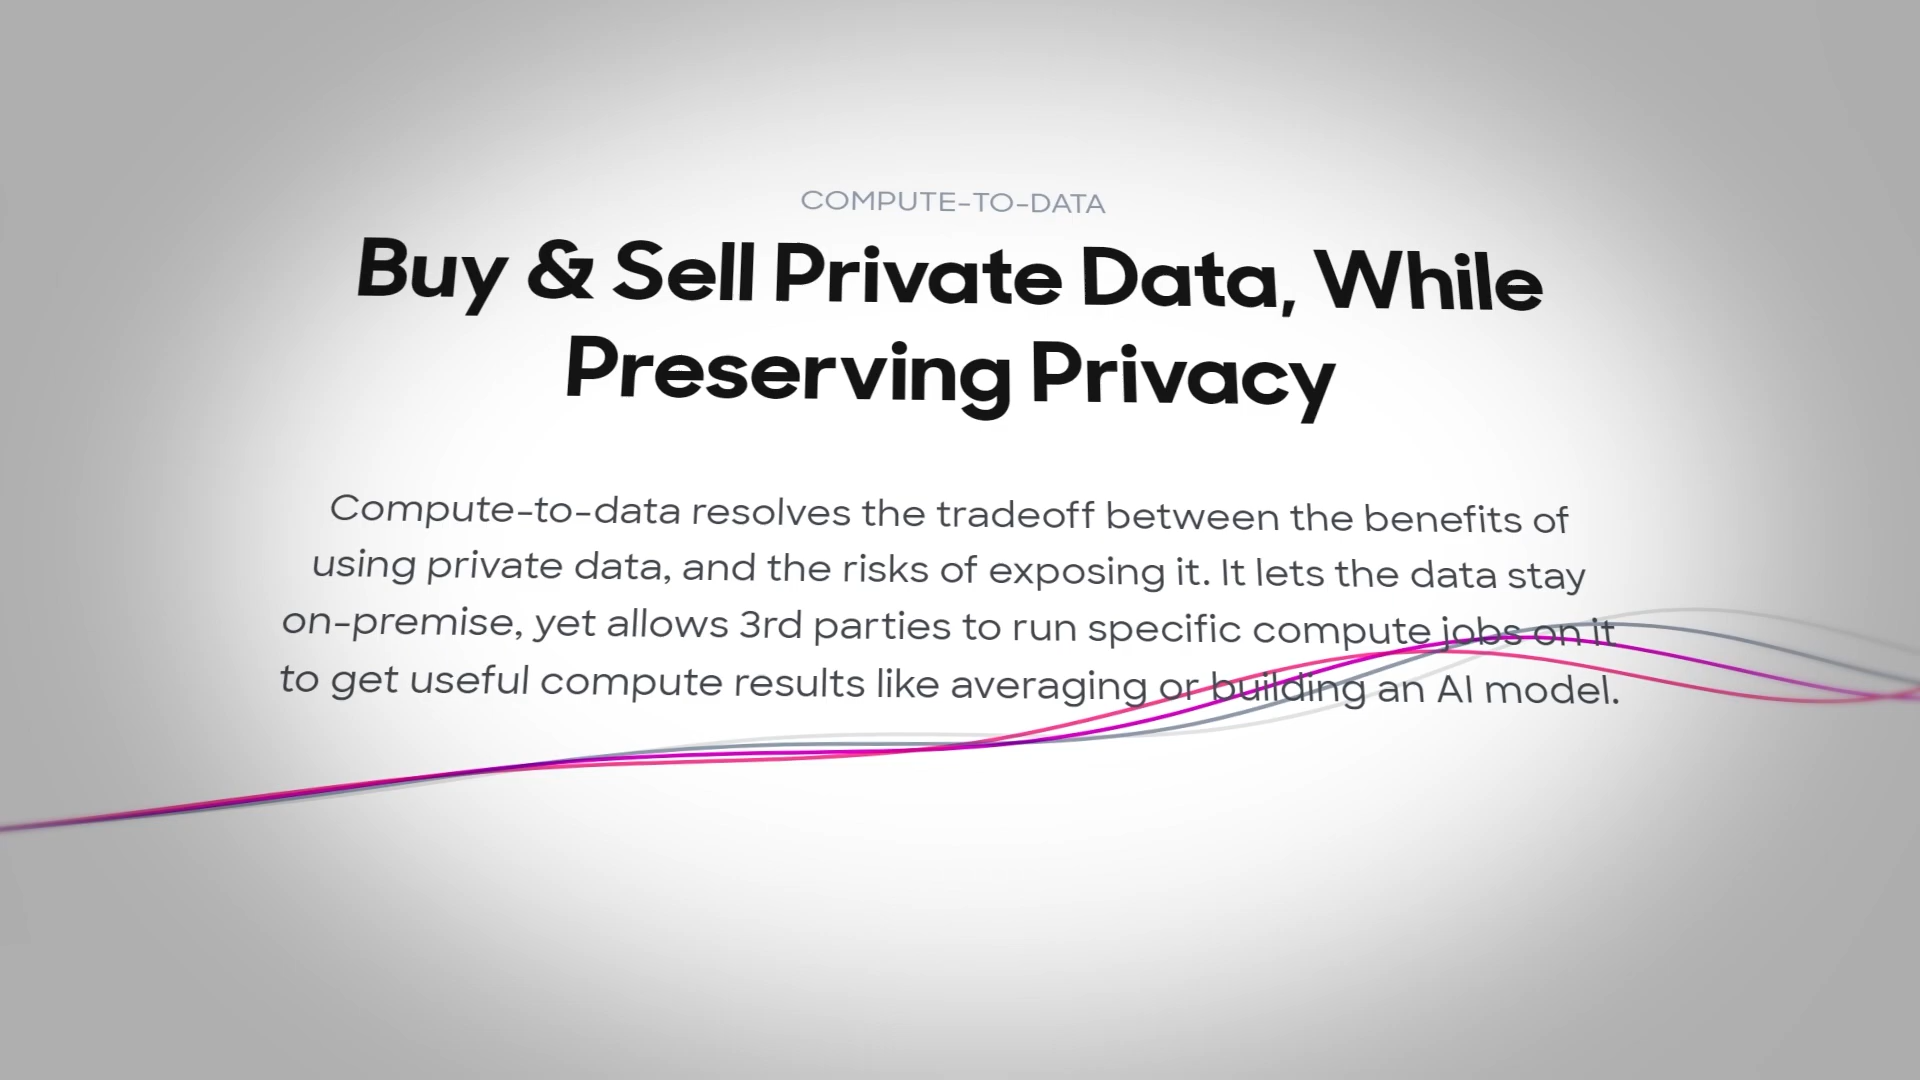 COMPUTE-TO-DATA
Buy & Sell Private Data, While
Preserving Privacy
Compute-to-data resolves the tradeoff between the benefits of
using private data, and the risks of exposing it. It lets the data stay
on-premise, yet allows 3rd parties to run specific compute jobs on it
to get useful compute results like averaging or building an AI model.